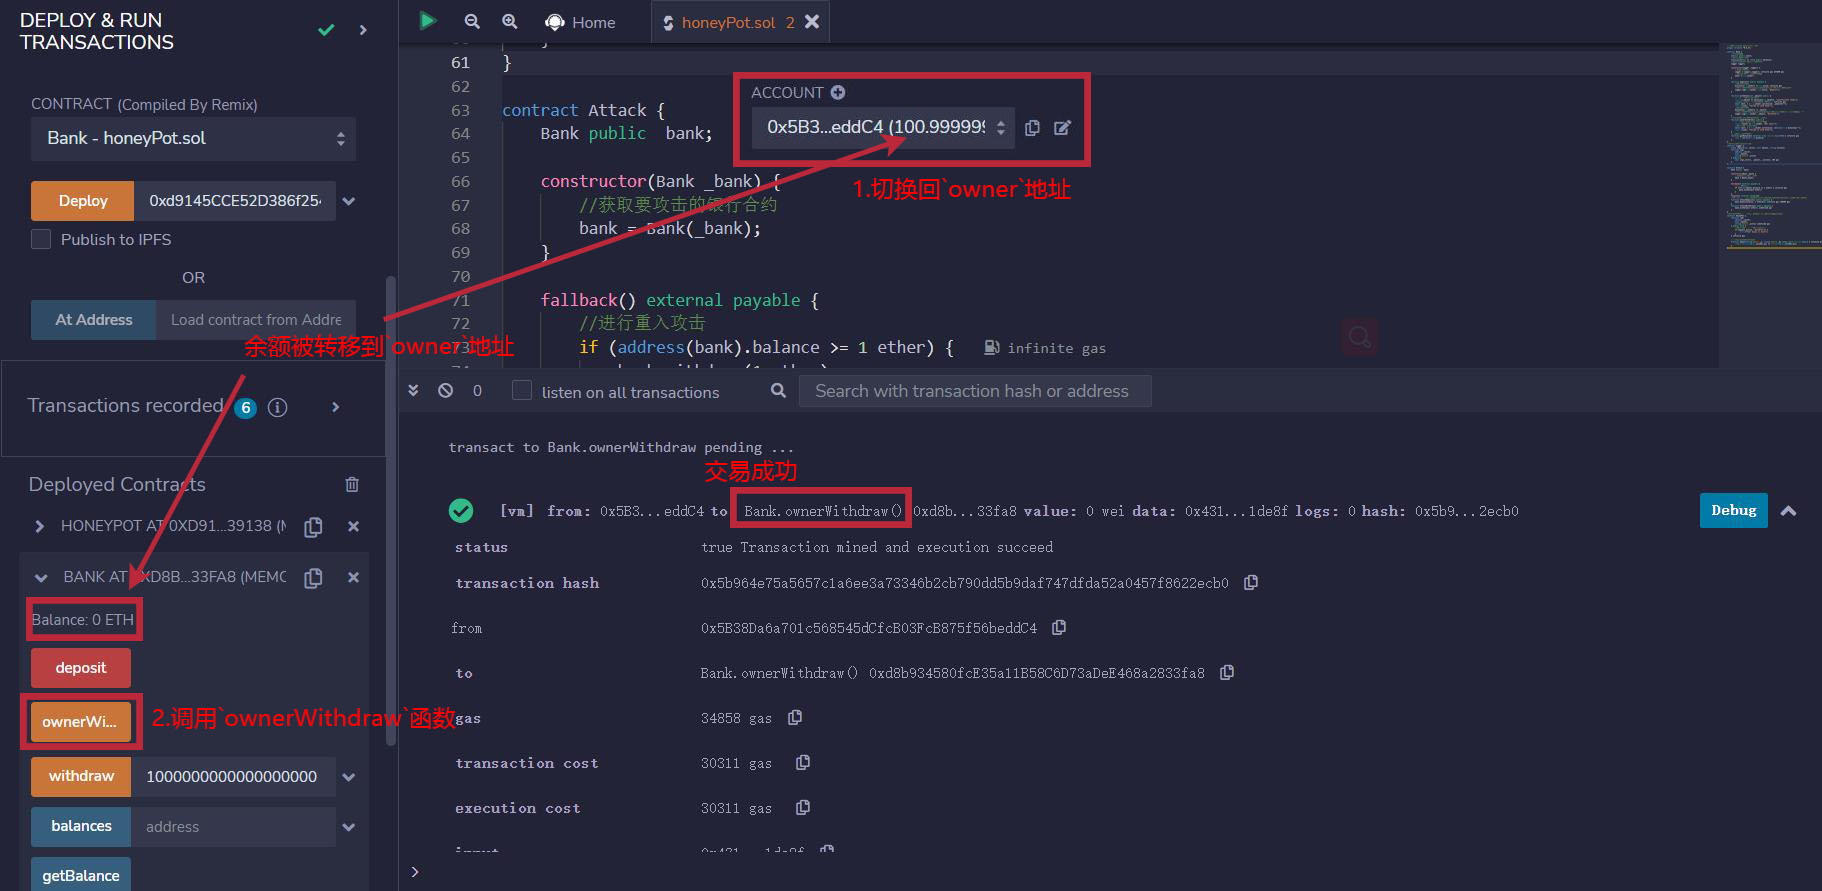 DEPLOY & RUN
TRANSACTIONS
CONTRACT (Compiled By Remix)
Bank - honeyPot.sol
Deploy 0xd9145CCE52D386f254
Publish to IPFS
OR
At Address Load contract from Addre
余额被转移到`owner`地址
Transactions recorded 6
Deployed Contracts
HONEYPOT AT 0XD91...39138 (M
BANK AT 0XD8B...33FA8 (MEMC
Balance: 0 ETH
deposit
ownerWi...
2.调用`ownerWithdraw`函数
withdraw 1000000000000000000
balances address
getBalance
Home
honeyPot.sol 2
61 }
62
63 contract Attack {
64 Bank public bank;
65
66 constructor(Bank _bank) {
67 //获取要攻击的银行合约
68 bank = Bank(_bank);
69 }
70
71 fallback() external payable {
72 //进行重入攻击
73 if (address(bank).balance >= 1 ether) { infinite gas
ACCOUNT
0x5B3...eddC4 (100.999999
1.切换回`owner`地址
0 listen on all transactions Search with transaction hash or address
transact to Bank.ownerWithdraw pending ...
交易成功
[vm] from: 0x5B3...eddC4 to Bank.ownerWithdraw() 0xd8b...33fa8 value: 0 wei data: 0x431...1de8f logs: 0 hash: 0x5b9...2ecb0
Debug
status true Transaction mined and execution succeed
transaction hash 0x5b964e75a5657c1a6ee3a73346b2cb790dd5b9daf747dfda52a0457f8622ecb0
from 0x5B38Da6a701c568545dCfcB03FcB875f56beddC4
to Bank.ownerWithdraw() 0xd8b934580fcE35a11B58C6D73aDeE468a2833fa8
gas 34858 gas
transaction cost 30311 gas
execution cost 30311 gas
input 0x431...1de8f
>